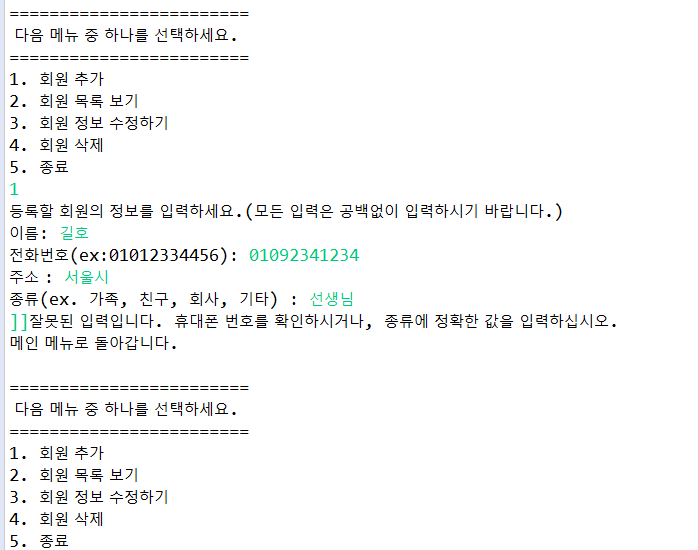 ========================
다음 메뉴 중 하나를 선택하세요.
========================
1. 회원 추가
2. 회원 목록 보기
3. 회원 정보 수정하기
4. 회원 삭제
5. 종료
1
등록할 회원의 정보를 입력하세요.(모든 입력은 공백없이 입력하시기 바랍니다.)
이름: 길호
전화번호(ex:01012334456): 01092341234
주소 : 서울시
종류(ex. 가족, 친구, 회사, 기타) : 선생님
]]잘못된 입력입니다. 휴대폰 번호를 확인하시거나, 종류에 정확한 값을 입력하십시오.
메인 메뉴로 돌아갑니다.

========================
다음 메뉴 중 하나를 선택하세요.
========================
1. 회원 추가
2. 회원 목록 보기
3. 회원 정보 수정하기
4. 회원 삭제
5. 종료